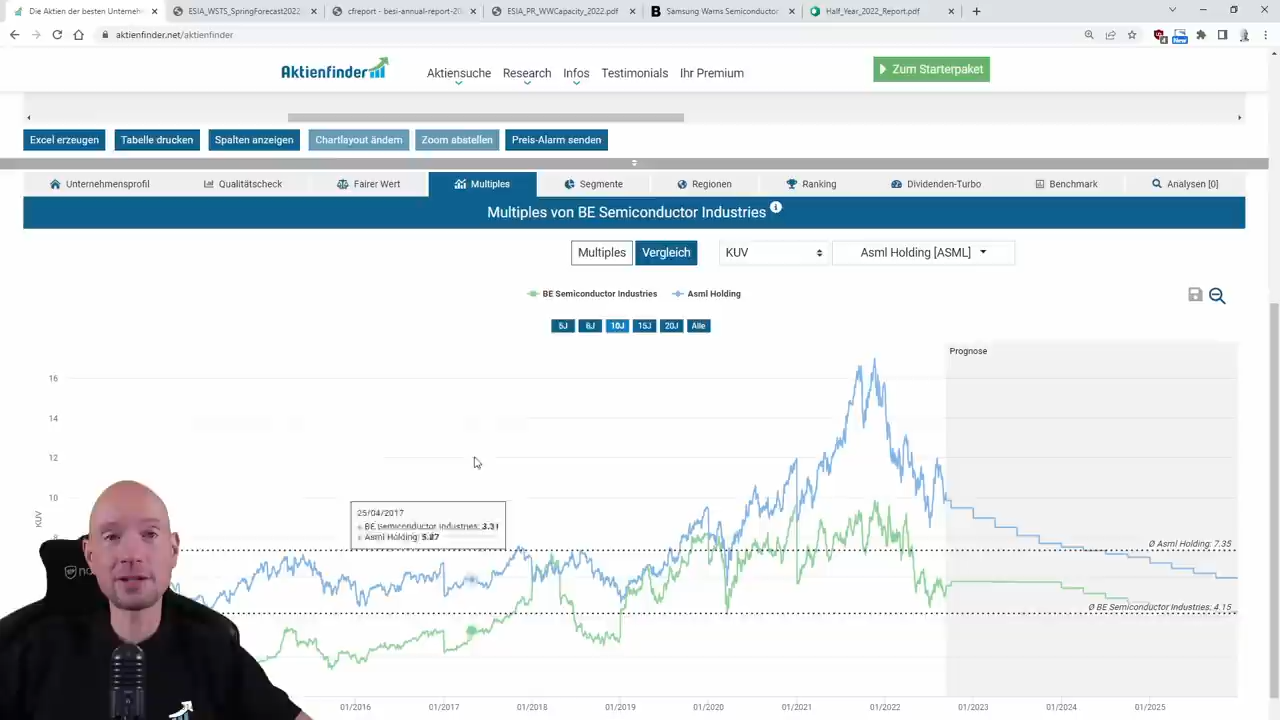 Die Aktien der besten Unterneh
ESIA_WSTS_SpringForecast2022
cfreport - besi-annual-report-20
ESIA_PR_WWCapacity_2022.pdf
Samsung Warns Semiconductor
Half_Year_2022_Report.pdf
aktienfinder.net/aktienfinder
New
Aktienfinder
Aktiensuche
Research
Infos
Testimonials
Ihr Premium
Zum Starterpaket
Excel erzeugen
Tabelle drucken
Spalten anzeigen
Chartlayout ändern
Zoom abstellen
Preis-Alarm senden
Unternehmensprofil
Qualitätscheck
Fairer Wert
Multiples
Segmente
Regionen
Ranking
Dividenden-Turbo
Benchmark
Analysen [0]
Multiples von BE Semiconductor Industries
Multiples
Vergleich
KUV
Asml Holding [ASML]
BE Semiconductor Industries
Asml Holding
5J
6J
10J
15J
20J
Alle
Prognose
16
14
12
10
8
KUV
25/04/2017
BE Semiconductor Industries: 3.31
Asml Holding: 5.87
Ø Asml Holding: 7.35
Ø BE Semiconductor Industries: 4.15
01/2016
01/2017
01/2018
01/2019
01/2020
01/2021
01/2022
01/2023
01/2024
01/2025